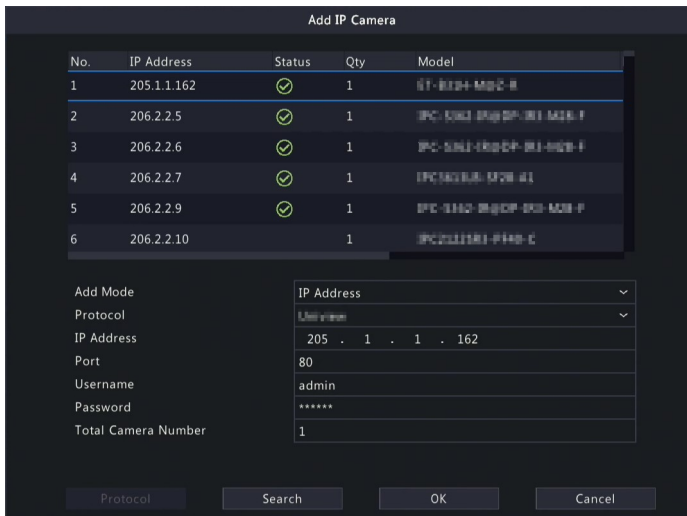 Add IP Camera
No. IP Address Status Qty Model
1 205.1.1.162 1
2 206.2.2.5 1
3 206.2.2.6 1
4 206.2.2.7 1
5 206.2.2.9 1
6 206.2.2.10 1
Add Mode IP Address
Protocol
IP Address 205 . 1 . 1 . 162
Port 80
Username admin
Password ******
Total Camera Number 1
Protocol Search OK Cancel